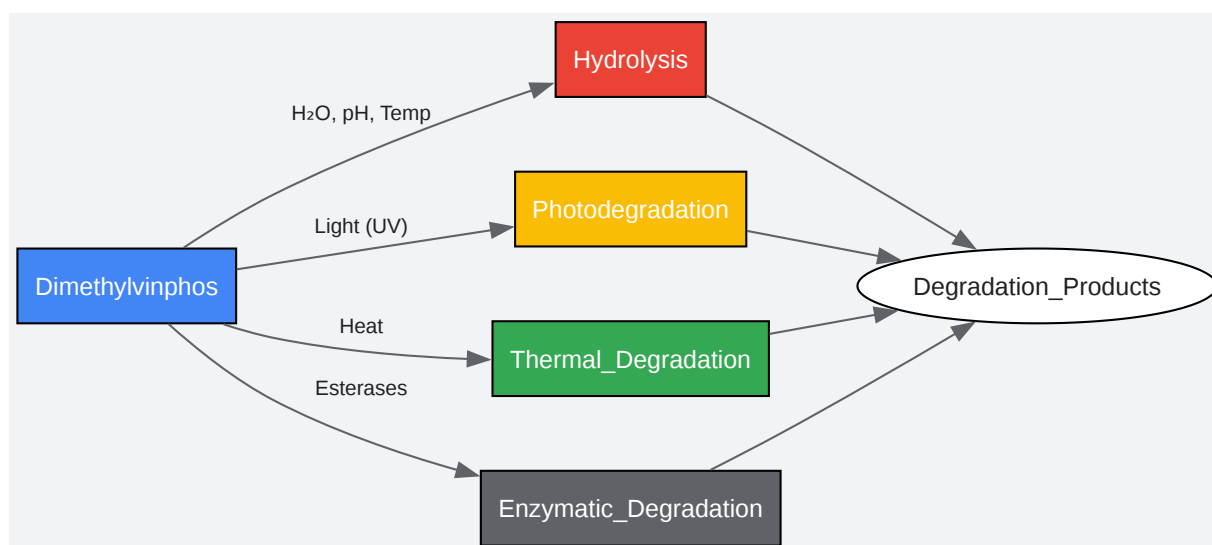 Hydrolysis
H₂O, pH, Temp
Photodegradation
Light (UV)
Dimethylvinphos
Degradation_Products
Heat
Thermal_Degradation
Esterases
Enzymatic_Degradation